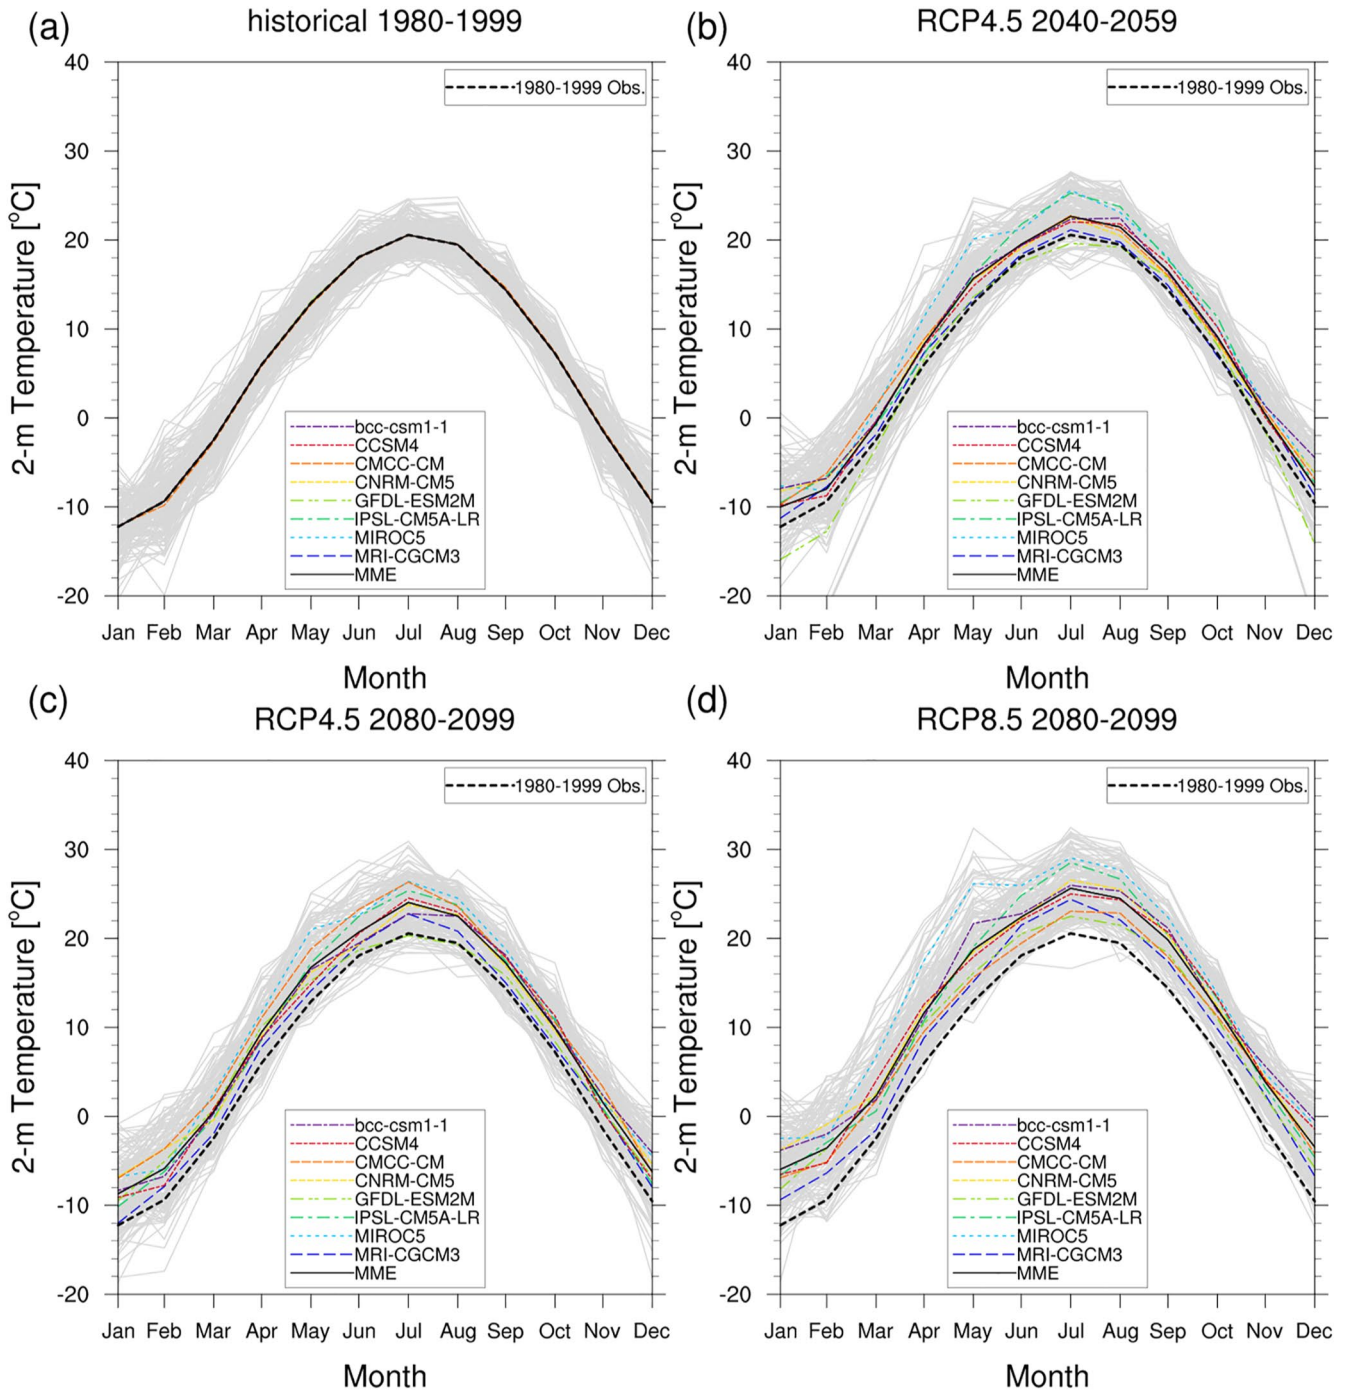 (a) historical 1980-1999
2-m Temperature [°C]
40
30
20
10
0
-10
-20
1980-1999 Obs.
bcc-csm1-1
CCSM4
CMCC-CM
CNRM-CM5
GFDL-ESM2M
IPSL-CM5A-LR
MIROC5
MRI-CGCM3
MME
Jan Feb Mar Apr May Jun Jul Aug Sep Oct Nov Dec
Month
(b) RCP4.5 2040-2059
2-m Temperature [°C]
40
30
20
10
0
-10
-20
1980-1999 Obs.
bcc-csm1-1
CCSM4
CMCC-CM
CNRM-CM5
GFDL-ESM2M
IPSL-CM5A-LR
MIROC5
MRI-CGCM3
MME
Jan Feb Mar Apr May Jun Jul Aug Sep Oct Nov Dec
Month
(c) RCP4.5 2080-2099
2-m Temperature [°C]
40
30
20
10
0
-10
-20
1980-1999 Obs.
bcc-csm1-1
CCSM4
CMCC-CM
CNRM-CM5
GFDL-ESM2M
IPSL-CM5A-LR
MIROC5
MRI-CGCM3
MME
Jan Feb Mar Apr May Jun Jul Aug Sep Oct Nov Dec
Month
(d) RCP8.5 2080-2099
2-m Temperature [°C]
40
30
20
10
0
-10
-20
1980-1999 Obs.
bcc-csm1-1
CCSM4
CMCC-CM
CNRM-CM5
GFDL-ESM2M
IPSL-CM5A-LR
MIROC5
MRI-CGCM3
MME
Jan Feb Mar Apr May Jun Jul Aug Sep Oct Nov Dec
Month